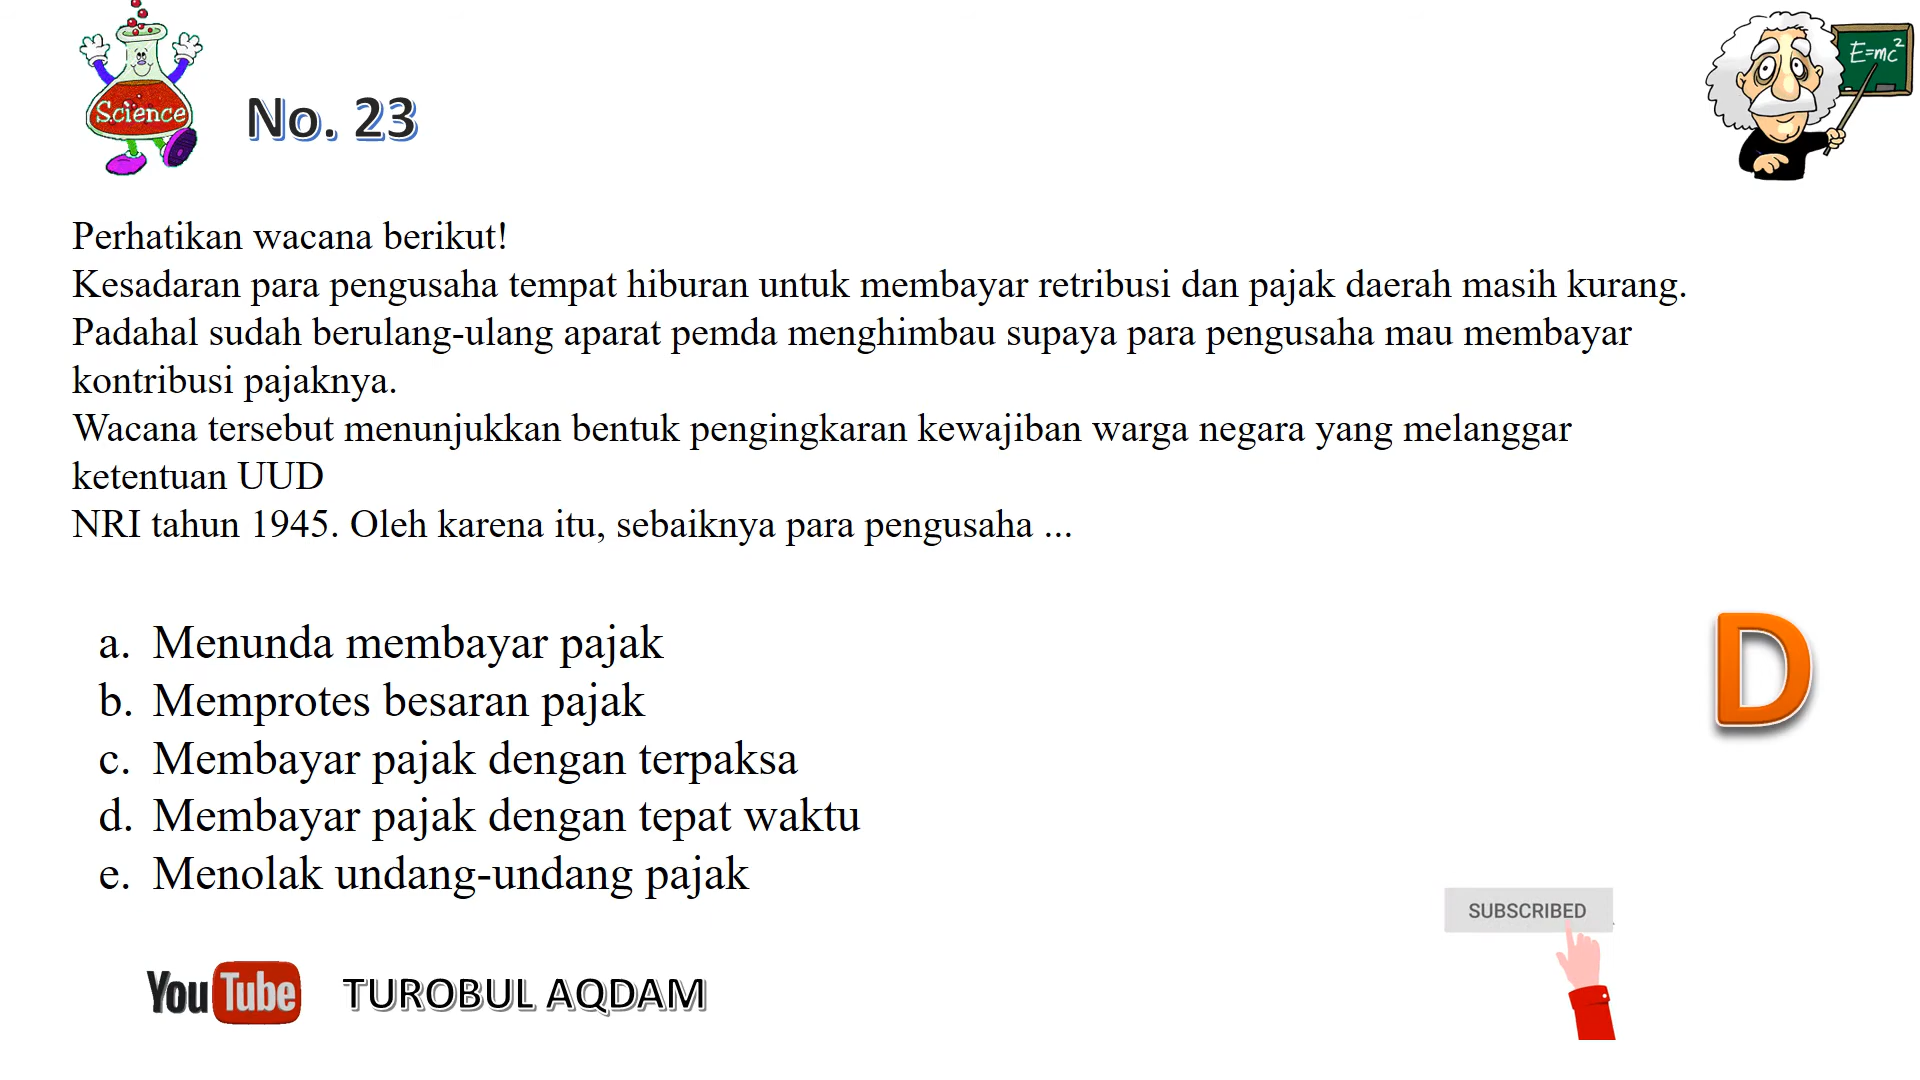 Science
E=mc²
No. 23
Perhatikan wacana berikut!
Kesadaran para pengusaha tempat hiburan untuk membayar retribusi dan pajak daerah masih kurang.
Padahal sudah berulang-ulang aparat pemda menghimbau supaya para pengusaha mau membayar
kontribusi pajaknya.
Wacana tersebut menunjukkan bentuk pengingkaran kewajiban warga negara yang melanggar
ketentuan UUD
NRI tahun 1945. Oleh karena itu, sebaiknya para pengusaha ...
a. Menunda membayar pajak
b. Memprotes besaran pajak
c. Membayar pajak dengan terpaksa
d. Membayar pajak dengan tepat waktu
e. Menolak undang-undang pajak
D
SUBSCRIBED
YouTube TUROBUL AQDAM